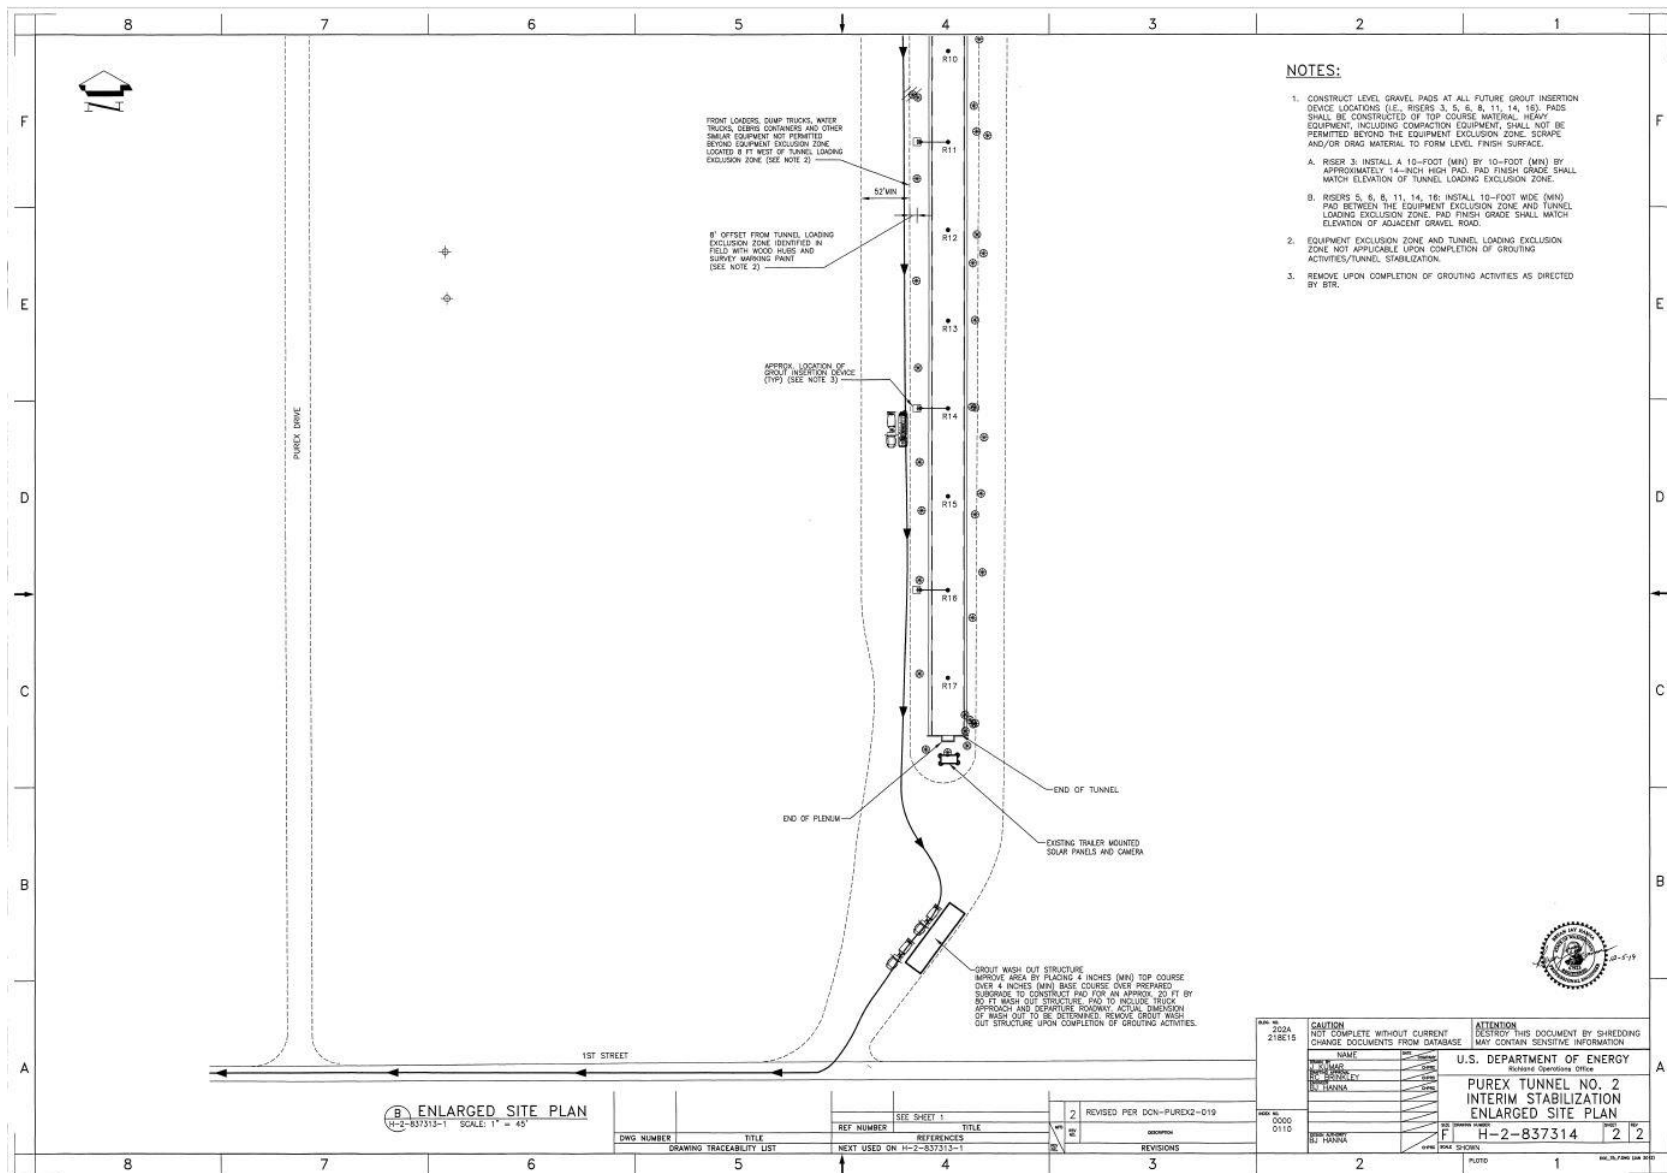 8 7 6 5 4 3 2 1
F
E
D
C
B
A
F
E
D
C
B
A
N
PUREX DRIVE
FRONT LOADERS, DUMP TRUCKS, WATER
TRUCKS, DEBRIS CONTAINERS AND OTHER
SIMILAR EQUIPMENT NOT PERMITTED
BEYOND EQUIPMENT EXCLUSION ZONE
LOCATED 8 FT WEST OF TUNNEL LOADING
EXCLUSION ZONE (SEE NOTE 2)
52'MIN
8' OFFSET FROM TUNNEL LOADING
EXCLUSION ZONE IDENTIFIED IN
FIELD WITH WOOD HUBS AND
SURVEY MARKING PAINT
(SEE NOTE 2)
APPROX. LOCATION OF
GROUT INSERTION DEVICE
(TYP) (SEE NOTE 3)
R10
R11
R12
R13
R14
R15
R16
R17
END OF TUNNEL
END OF PLENUM
EXISTING TRAILER MOUNTED
SOLAR PANELS AND CAMERA
GROUT WASH OUT STRUCTURE
IMPROVE AREA BY PLACING 4 INCHES (MIN) TOP COURSE
OVER 4 INCHES (MIN) BASE COURSE OVER PREPARED
SUBGRADE TO CONSTRUCT PAD FOR AN APPROX. 20 FT BY
80 FT WASH OUT STRUCTURE. PAD TO INCLUDE TRUCK
APPROACH AND DEPARTURE ROADWAY. ACTUAL DIMENSION
OF WASH OUT TO BE DETERMINED. REMOVE GROUT WASH
OUT STRUCTURE UPON COMPLETION OF GROUTING ACTIVITIES.
1ST STREET
NOTES:
1. CONSTRUCT LEVEL GRAVEL PADS AT ALL FUTURE GROUT INSERTION
DEVICE LOCATIONS (I.E., RISERS 3, 5, 6, 8, 11, 14, 16). PADS
SHALL BE CONSTRUCTED OF TOP COURSE MATERIAL. HEAVY
EQUIPMENT, INCLUDING COMPACTION EQUIPMENT, SHALL NOT BE
PERMITTED BEYOND THE EQUIPMENT EXCLUSION ZONE. SCRAPE
AND/OR DRAG MATERIAL TO FORM LEVEL FINISH SURFACE.
A. RISER 3: INSTALL A 10-FOOT (MIN) BY 10-FOOT (MIN) BY
APPROXIMATELY 14-INCH HIGH PAD. PAD FINISH GRADE SHALL
MATCH ELEVATION OF TUNNEL LOADING EXCLUSION ZONE.
B. RISERS 5, 6, 8, 11, 14, 16: INSTALL 10-FOOT WIDE (MIN)
PAD BETWEEN THE EQUIPMENT EXCLUSION ZONE AND TUNNEL
LOADING EXCLUSION ZONE. PAD FINISH GRADE SHALL MATCH
ELEVATION OF ADJACENT GRAVEL ROAD.
2. EQUIPMENT EXCLUSION ZONE AND TUNNEL LOADING EXCLUSION
ZONE NOT APPLICABLE UPON COMPLETION OF GROUTING
ACTIVITIES/TUNNEL STABILIZATION.
3. REMOVE UPON COMPLETION OF GROUTING ACTIVITIES AS DIRECTED
BY BTR.
B ENLARGED SITE PLAN
H-2-837313-1 SCALE: 1" = 45'
DWG NUMBER TITLE
DRAWING TRACEABILITY LIST
SEE SHEET 1
REF NUMBER TITLE
REFERENCES
NEXT USED ON H-2-837313-1
2 REVISED PER DCN-PUREX2-019
REV NO. DESCRIPTION
REVISIONS
202A
218E15
INDEX NO.
0000
0110
CAUTION
NOT COMPLETE WITHOUT CURRENT
CHANGE DOCUMENTS FROM DATABASE
ATTENTION
DESTROY THIS DOCUMENT BY SHREDDING
MAY CONTAIN SENSITIVE INFORMATION
NAME
J KUMAR
RC BRINKLEY
BJ HANNA
BJ HANNA
U.S. DEPARTMENT OF ENERGY
Richland Operations Office
PUREX TUNNEL NO. 2
INTERIM STABILIZATION
ENLARGED SITE PLAN
F H-2-837314 2 2
SCALE SHOWN
PLOTID
8 7 6 5 4 3 2 1